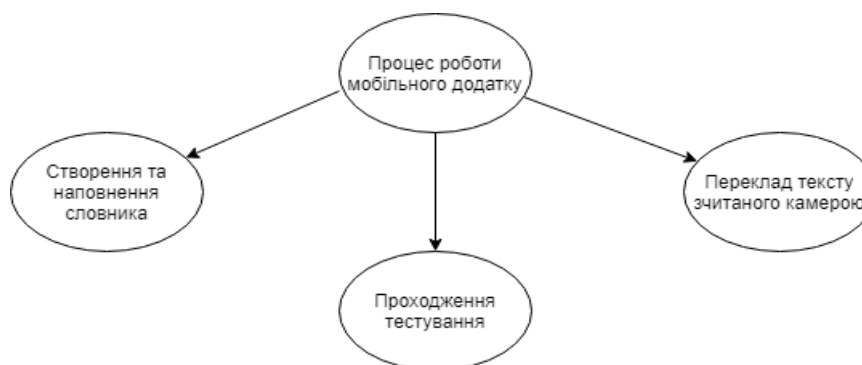 Процес роботи
мобільного додатку
Створення та
наповнення
словника
Переклад тексту
зчитаного камерою
Проходження
тестування